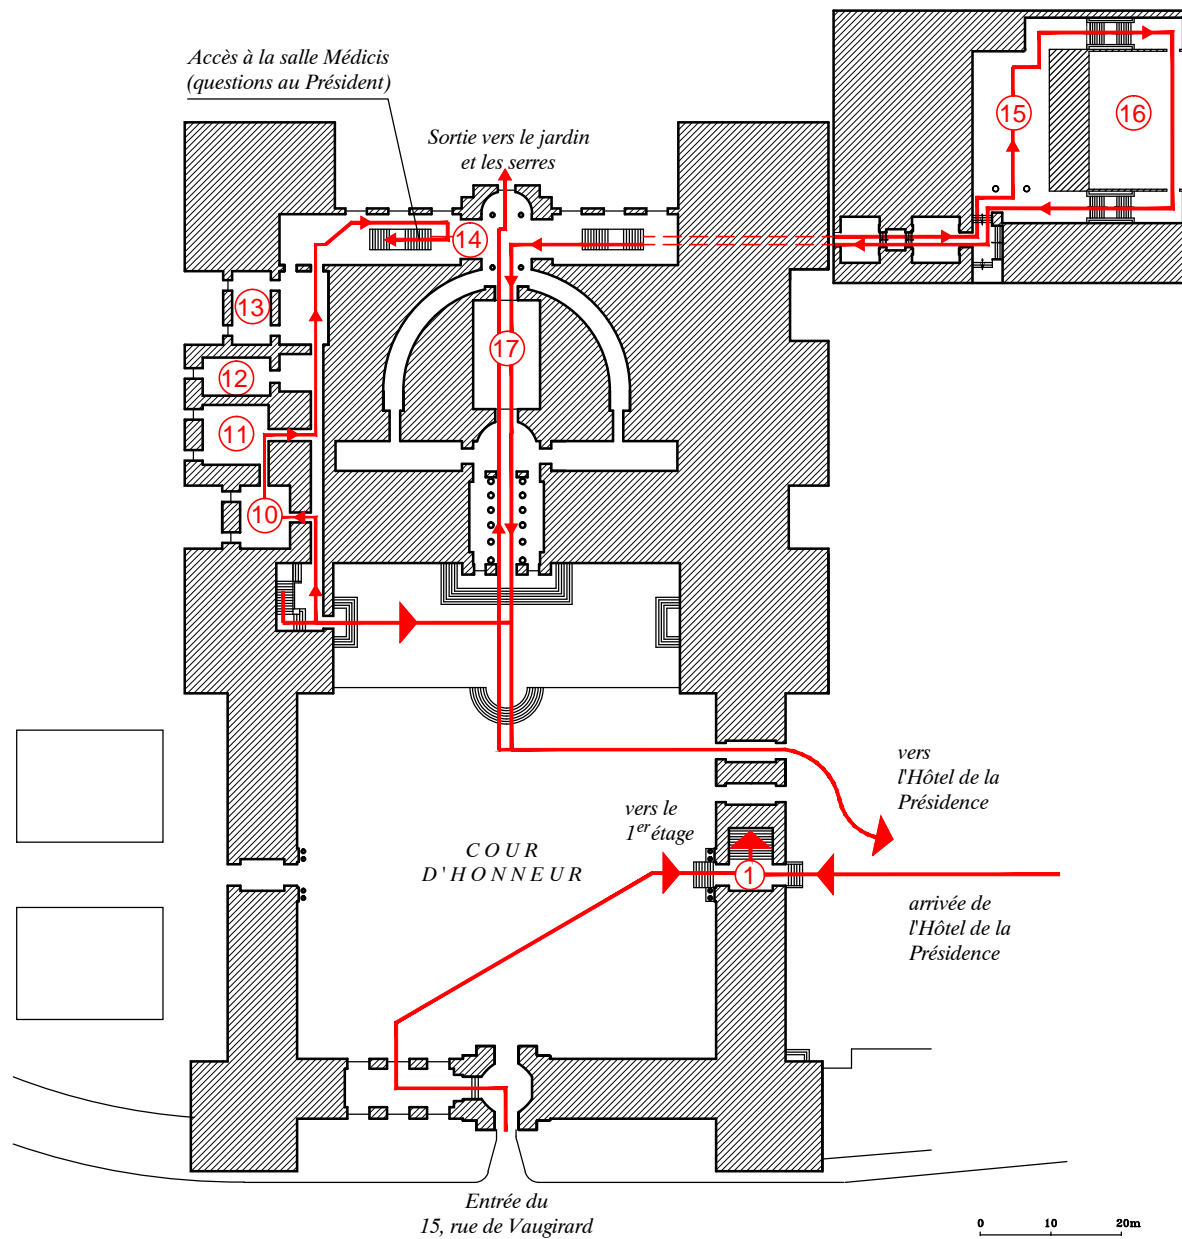 Accès à la salle Médicis
(questions au Président)
Sortie vers le jardin
et les serres
15
16
14
13
17
12
11
10
vers
l'Hôtel de la
Présidence
vers le
1er étage
COUR
D'HONNEUR
1
arrivée de
l'Hôtel de la
Présidence
Entrée du
15, rue de Vaugirard
0 10 20m